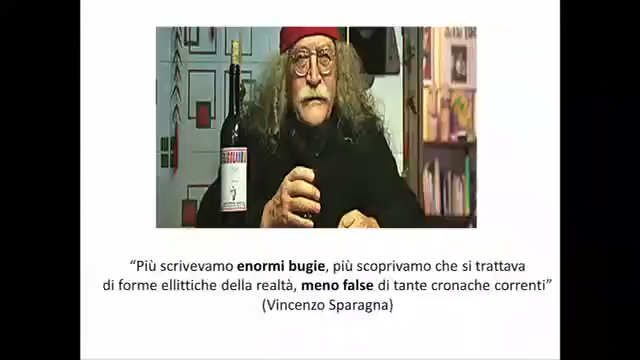 “Più scrivevamo enormi bugie, più scoprivamo che si trattava
di forme ellittiche della realtà, meno false di tante cronache correnti”
(Vincenzo Sparagna)